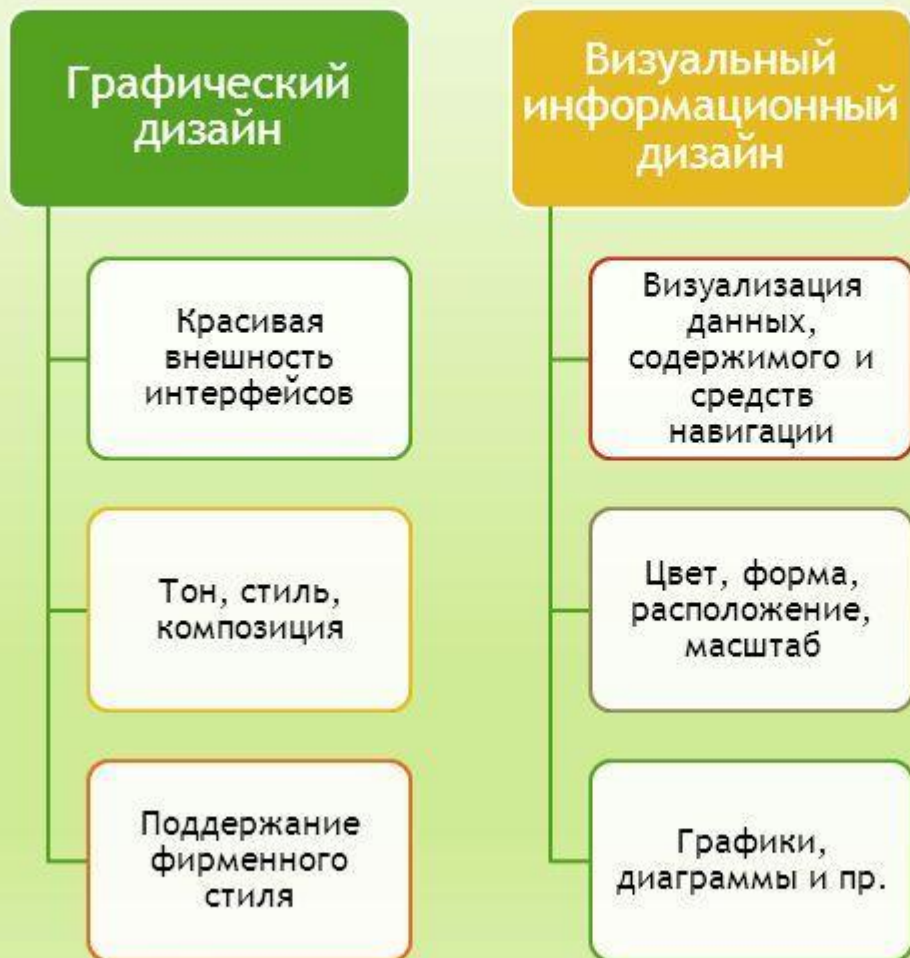 Графический
дизайн
Красивая
внешность
интерфейсов
Тон, стиль,
композиция
Поддержание
фирменного
стиля
Визуальный
информационный
дизайн
Визуализация
данных,
содержимого и
средств
навигации
Цвет, форма,
расположение,
масштаб
Графики,
диаграммы и пр.